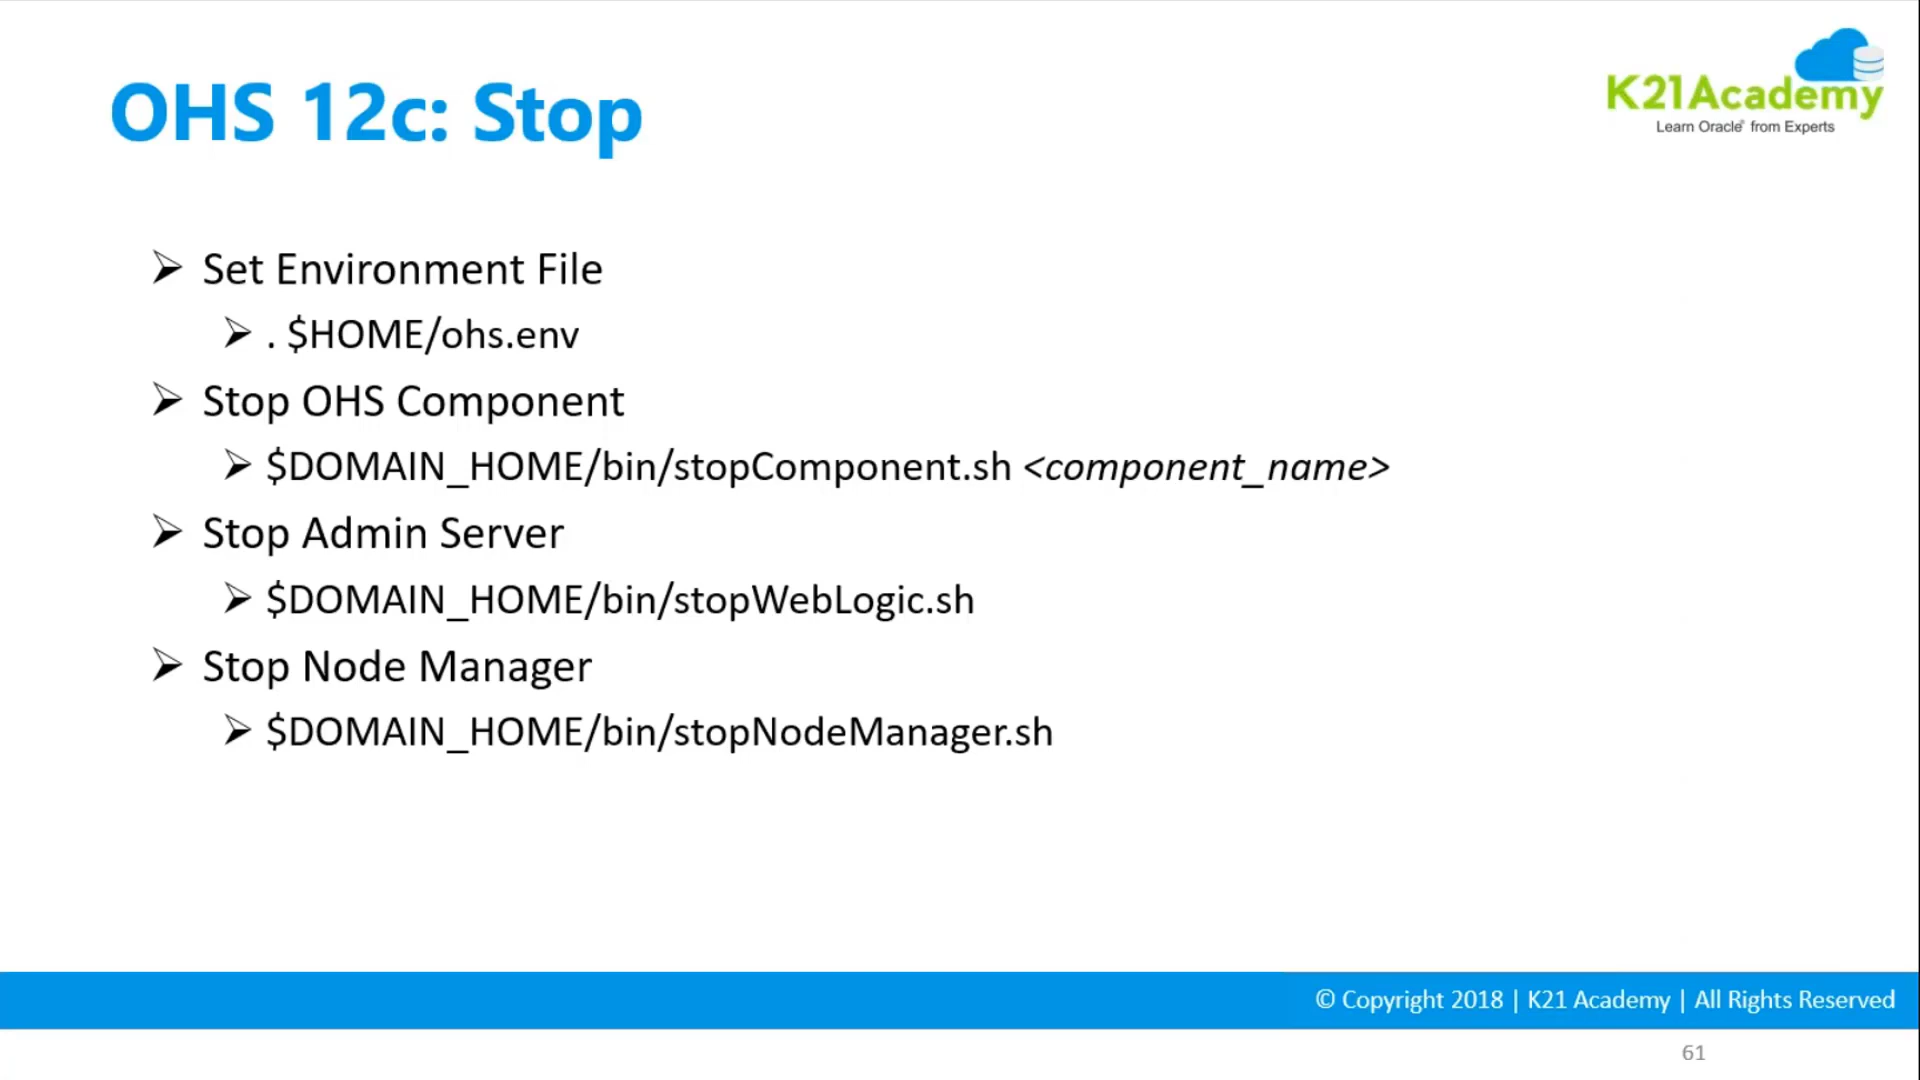 OHS 12c: Stop
K21Academy
Learn Oracle® from Experts
➢ Set Environment File
➢ . $HOME/ohs.env
➢ Stop OHS Component
➢ $DOMAIN_HOME/bin/stopComponent.sh <component_name>
➢ Stop Admin Server
➢ $DOMAIN_HOME/bin/stopWebLogic.sh
➢ Stop Node Manager
➢ $DOMAIN_HOME/bin/stopNodeManager.sh
© Copyright 2018 | K21 Academy | All Rights Reserved
61